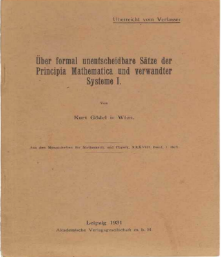 Überreicht vom Verfasser
Über formal unentscheidbare Sätze der
Principia Mathematica und verwandter
Systeme I.
Von
Kurt Gödel in Wien.
Leipzig 1931
Akademische Verlagsgesellschaft m. b. H.